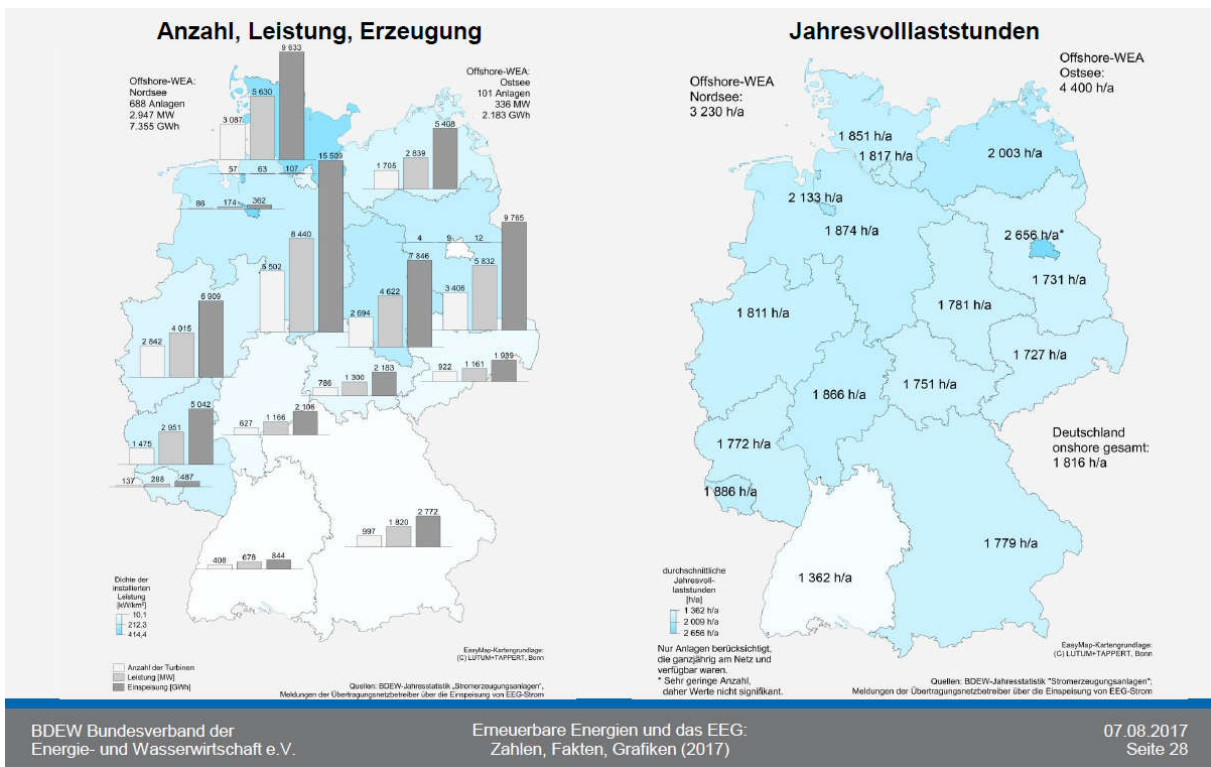 Anzahl, Leistung, Erzeugung
Offshore-WEA:
Nordsee
688 Anlagen
2.947 MW
7.355 GWh
Offshore-WEA:
Ostsee
101 Anlagen
336 MW
2.183 GWh
3 087
5 630
9 633
57
63
107
86
174
362
1 705
2 839
5 408
8 440
15 509
4
9
12
3 406
5 832
9 765
2 694
4 622
7 846
2 842
4 015
6 909
922
1 161
1 939
786
1 300
2 183
627
1 166
2 106
1 475
2 951
5 042
137
288
487
997
1 820
2 772
406
678
844
Dichte der
installierten
Leistung
[kW/km²]
10,1
212,3
414,4
Anzahl der Turbinen
Leistung [MW]
Einspeisung [GWh]
EasyMap-Kartengrundlage:
(C) LUTUM+TAPPERT, Bonn
Quellen: BDEW-Jahresstatistik „Stromerzeugungsanlagen",
Meldungen der Übertragungsnetzbetreiber über die Einspeisung von EEG-Strom
Jahresvolllaststunden
Offshore-WEA
Nordsee:
3 230 h/a
Offshore-WEA
Ostsee:
4 400 h/a
1 851 h/a
1 817 h/a
2 003 h/a
2 133 h/a
1 874 h/a
2 656 h/a*
1 731 h/a
1 781 h/a
1 811 h/a
1 727 h/a
1 751 h/a
1 866 h/a
1 772 h/a
1 886 h/a
Deutschland
onshore gesamt:
1 816 h/a
1 779 h/a
1 362 h/a
durchschnittliche
Jahresvoll-
laststunden
[h/a]
1 362 h/a
2 009 h/a
2 656 h/a
Nur Anlagen berücksichtigt,
die ganzjährig am Netz und
verfügbar waren.
* Sehr geringe Anzahl,
daher Werte nicht signifikant.
EasyMap-Kartengrundlage:
(C) LUTUM+TAPPERT, Bonn
Quellen: BDEW-Jahresstatistik "Stromerzeugungsanlagen";
Meldungen der Übertragungsnetzbetreiber über die Einspeisung von EEG-Strom
BDEW Bundesverband der
Energie- und Wasserwirtschaft e.V.
Erneuerbare Energien und das EEG:
Zahlen, Fakten, Grafiken (2017)
07.08.2017
Seite 28